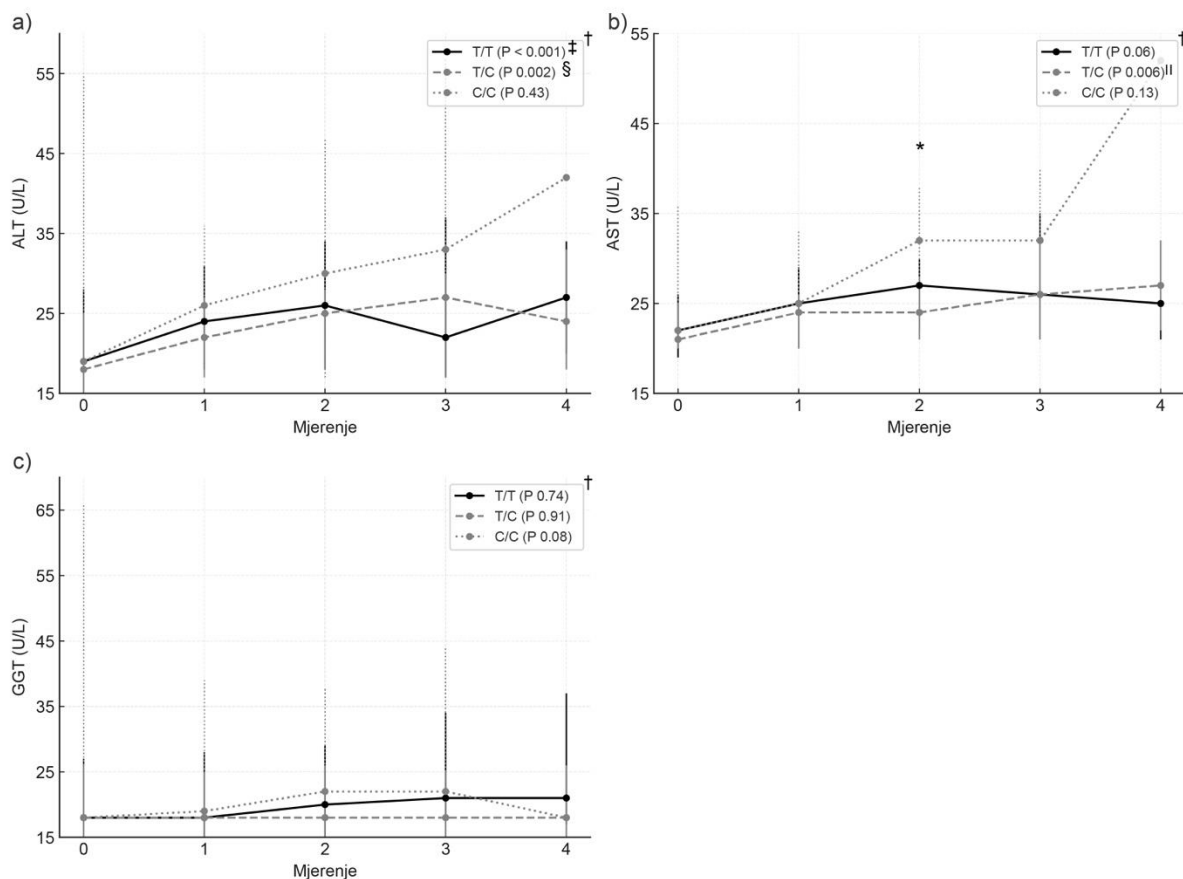 a)
55
45
35
25
15
ALT (U/L)
0 1 2 3 4
Mjerenje
T/T (P < 0.001) ‡ †
T/C (P 0.002) §
C/C (P 0.43)
b)
55
45
35
25
15
AST (U/L)
0 1 2 3 4
Mjerenje
†
T/T (P 0.06)
T/C (P 0.006) ||
C/C (P 0.13)
*
c)
65
55
45
35
25
15
GGT (U/L)
0 1 2 3 4
Mjerenje
†
T/T (P 0.74)
T/C (P 0.91)
C/C (P 0.08)